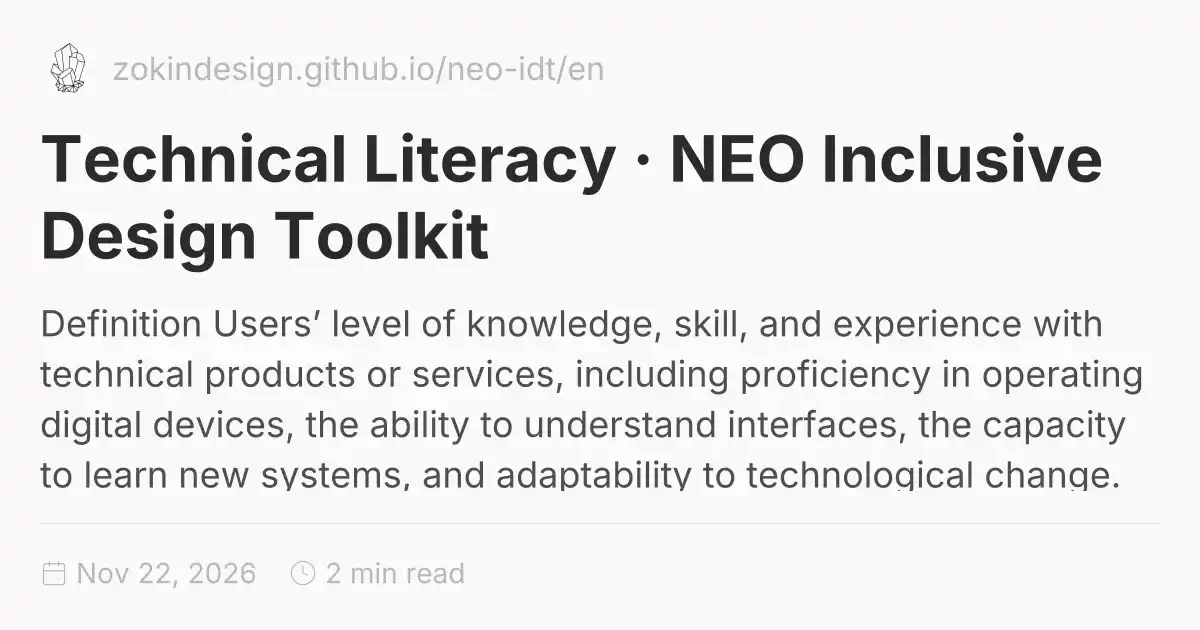 zokindesign.github.io/neo-idt/en
Technical Literacy · NEO Inclusive
Design Toolkit
Definition Users’ level of knowledge, skill, and experience with
technical products or services, including proficiency in operating
digital devices, the ability to understand interfaces, the capacity
to learn new systems, and adaptability to technological change.
Nov 22, 2026 2 min read